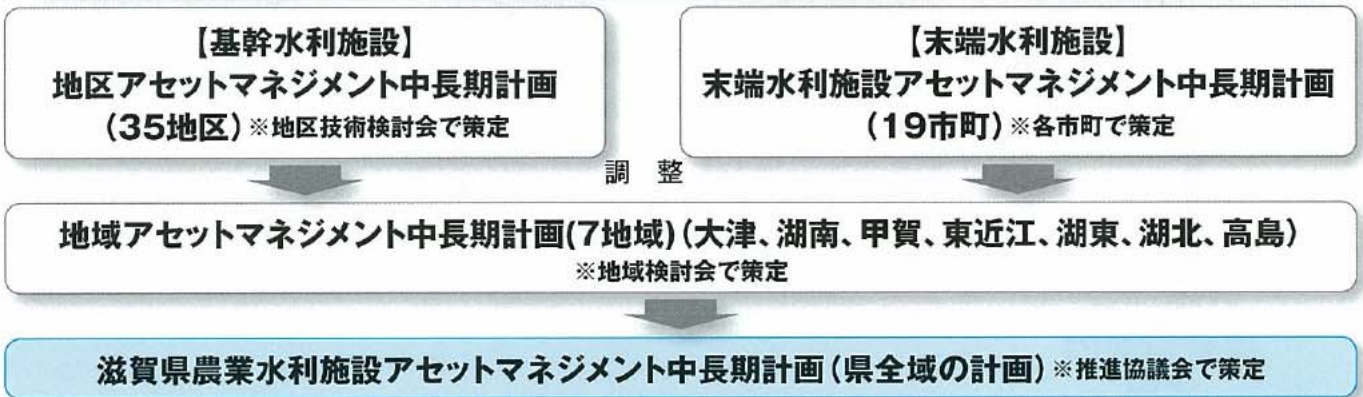 【基幹水利施設】
地区アセットマネジメント中長期計画
(35地区)※地区技術検討会で策定
【末端水利施設】
末端水利施設アセットマネジメント中長期計画
(19市町)※各市町で策定
調 整
地域アセットマネジメント中長期計画(7地域)(大津、湖南、甲賀、東近江、湖東、湖北、高島)
※地域検討会で策定
滋賀県農業水利施設アセットマネジメント中長期計画(県全域の計画)※推進協議会で策定